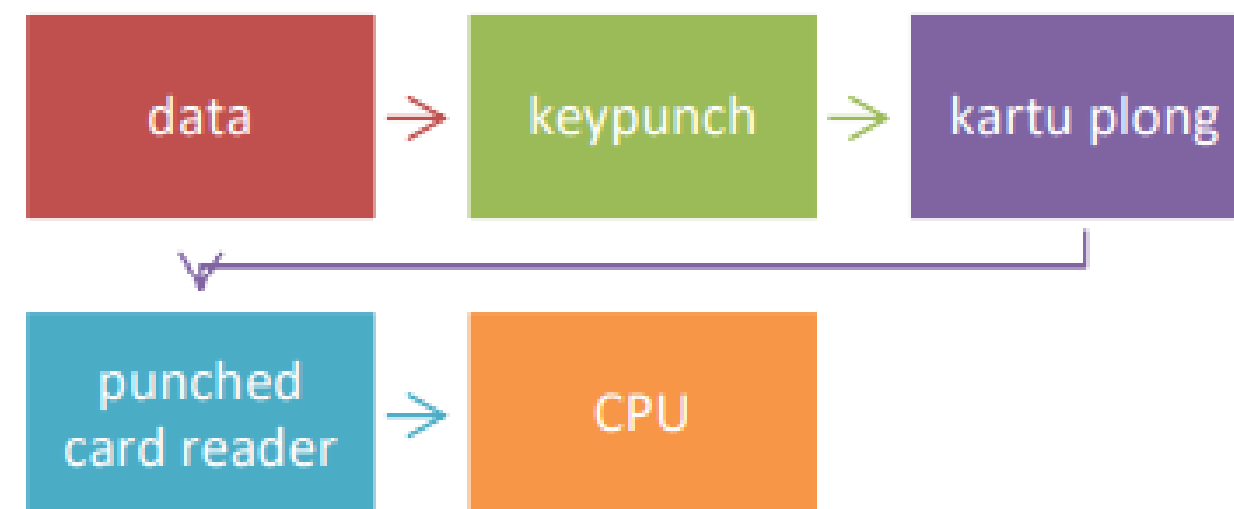 data
keypunch
kartu plong
punched
card reader
CPU